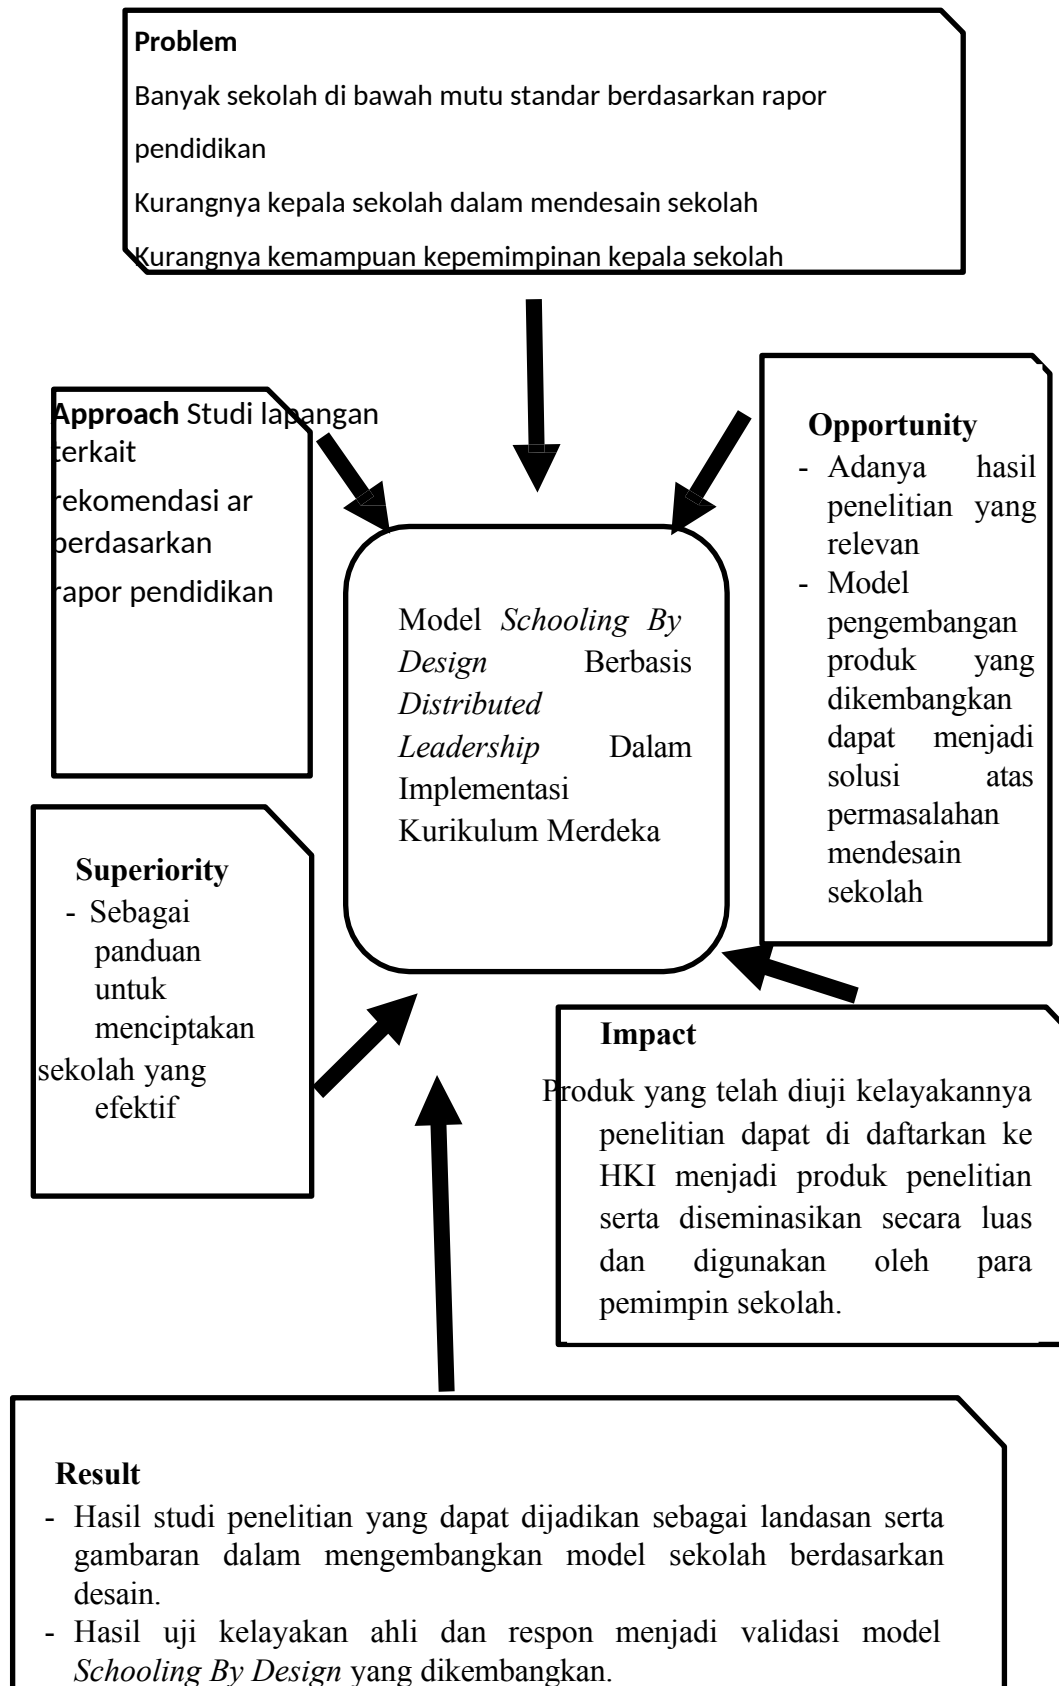 Problem
Banyak sekolah di bawah mutu standar berdasarkan rapor
pendidikan
Kurangnya kepala sekolah dalam mendesain sekolah
Kurangnya kemampuan kepemimpinan kepala sekolah
Approach Studi lapangan
terkait
rekomendasi ar
berdasarkan
rapor pendidikan
Opportunity
- Adanya hasil
penelitian yang
relevan
- Model
pengembangan
produk yang
dikembangkan
dapat menjadi
solusi atas
permasalahan
mendesain
sekolah
Model Schooling By
Design Berbasis
Distributed
Leadership Dalam
Implementasi
Kurikulum Merdeka
Superiority
- Sebagai
panduan
untuk
menciptakan
sekolah yang
efektif
Impact
Produk yang telah diuji kelayakannya
penelitian dapat di daftarkan ke
HKI menjadi produk penelitian
serta diseminasikan secara luas
dan digunakan oleh para
pemimpin sekolah.
Result
- Hasil studi penelitian yang dapat dijadikan sebagai landasan serta
gambaran dalam mengembangkan model sekolah berdasarkan
desain.
- Hasil uji kelayakan ahli dan respon menjadi validasi model
Schooling By Design yang dikembangkan.